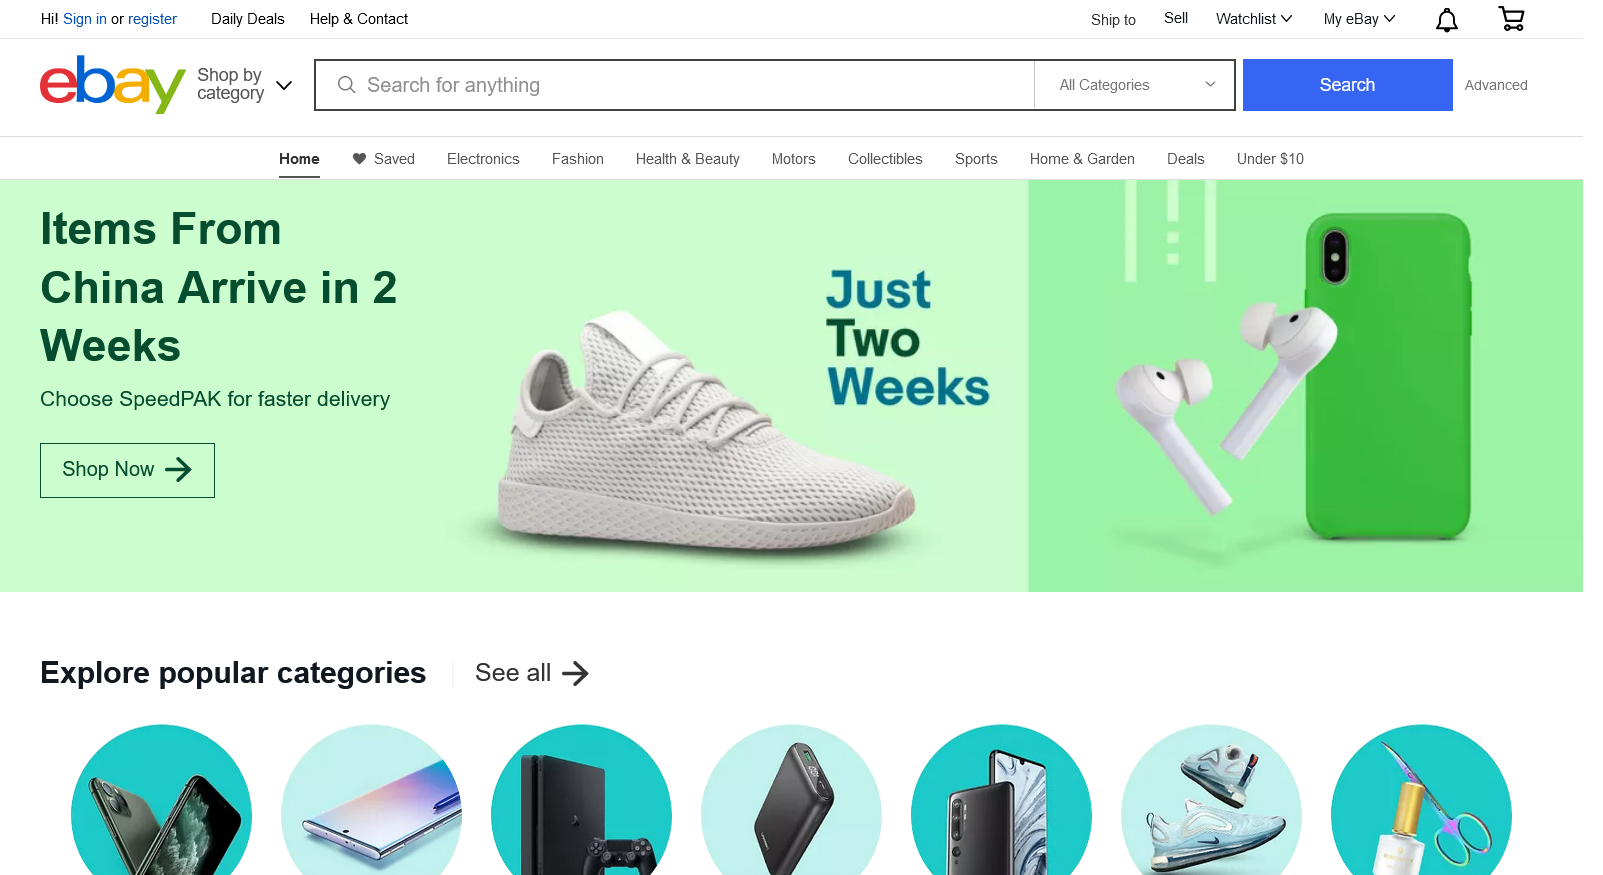 Hi! Sign in or register
Daily Deals
Help & Contact
Ship to
Sell
Watchlist
My eBay
ebay
Shop by
category
Search for anything
All Categories
Search
Advanced
Home
Saved
Electronics
Fashion
Health & Beauty
Motors
Collectibles
Sports
Home & Garden
Deals
Under $10
Items From
China Arrive in 2
Weeks
Choose SpeedPAK for faster delivery
Shop Now
Just
Two
Weeks
Explore popular categories
See all